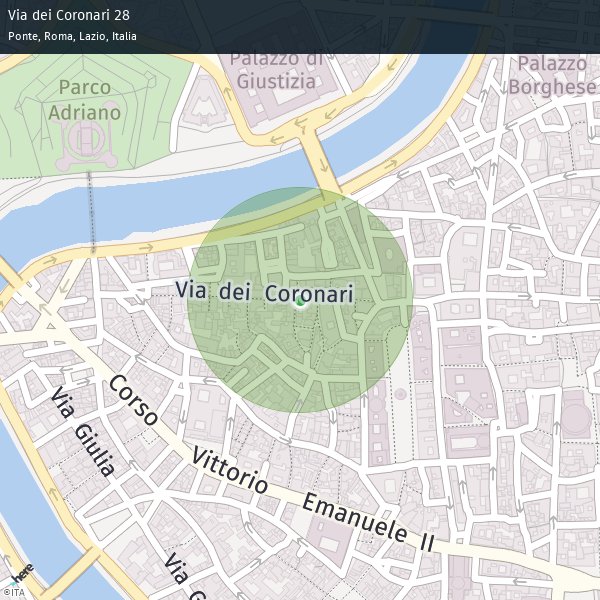 Via dei Coronari 28
Ponte, Roma, Lazio, Italia
Palazzo di
Giustizia
Palazzo
Borghese
Parco
Adriano
Via dei Coronari
Corso Vittorio Emanuele II
Via Giulia
Via G
here
©ITA